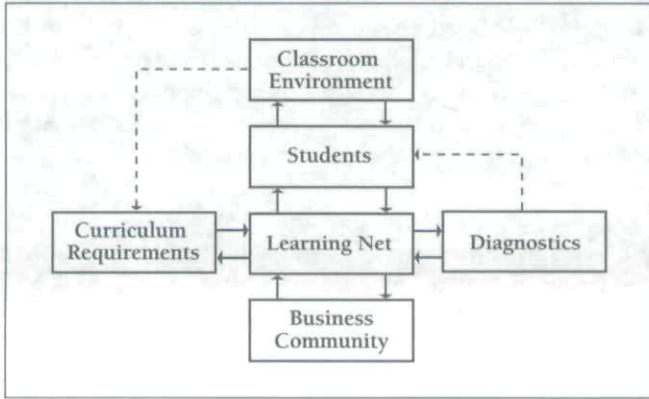 Classroom
Environment
Students
Curriculum
Requirements
Learning Net
Diagnostics
Business
Community